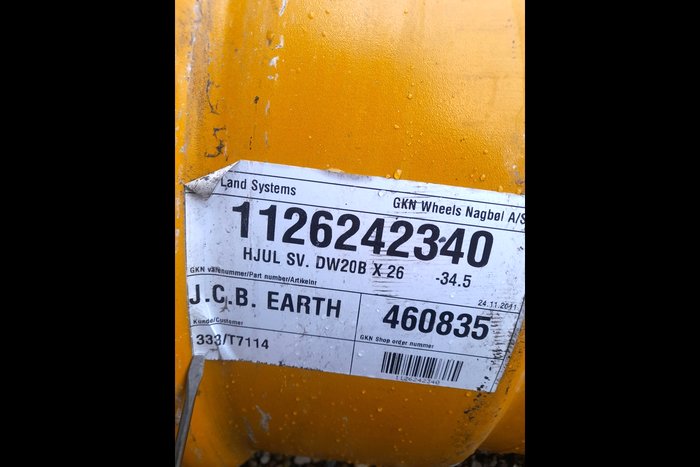 Land Systems
GKN Wheels Nagbøl A/S
1126242340
HJUL SV. DW20B X 26 -34.5
GKN varenummer/Part number/Artikelnr
24.11.2011
J.C.B. EARTH
460835
Kunde/Customer
GKN Shop order nummer
333/T7114
1126242340